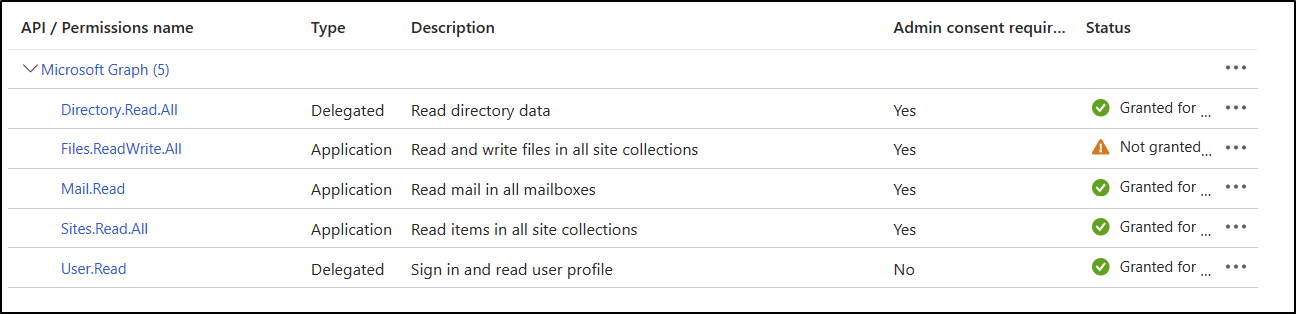 API / Permissions name Type Description Admin consent requir... Status
Microsoft Graph (5) ...
Directory.Read.All Delegated Read directory data Yes Granted for ... ...
Files.ReadWrite.All Application Read and write files in all site collections Yes Not granted... ...
Mail.Read Application Read mail in all mailboxes Yes Granted for ... ...
Sites.Read.All Application Read items in all site collections Yes Granted for ... ...
User.Read Delegated Sign in and read user profile No Granted for ... ...